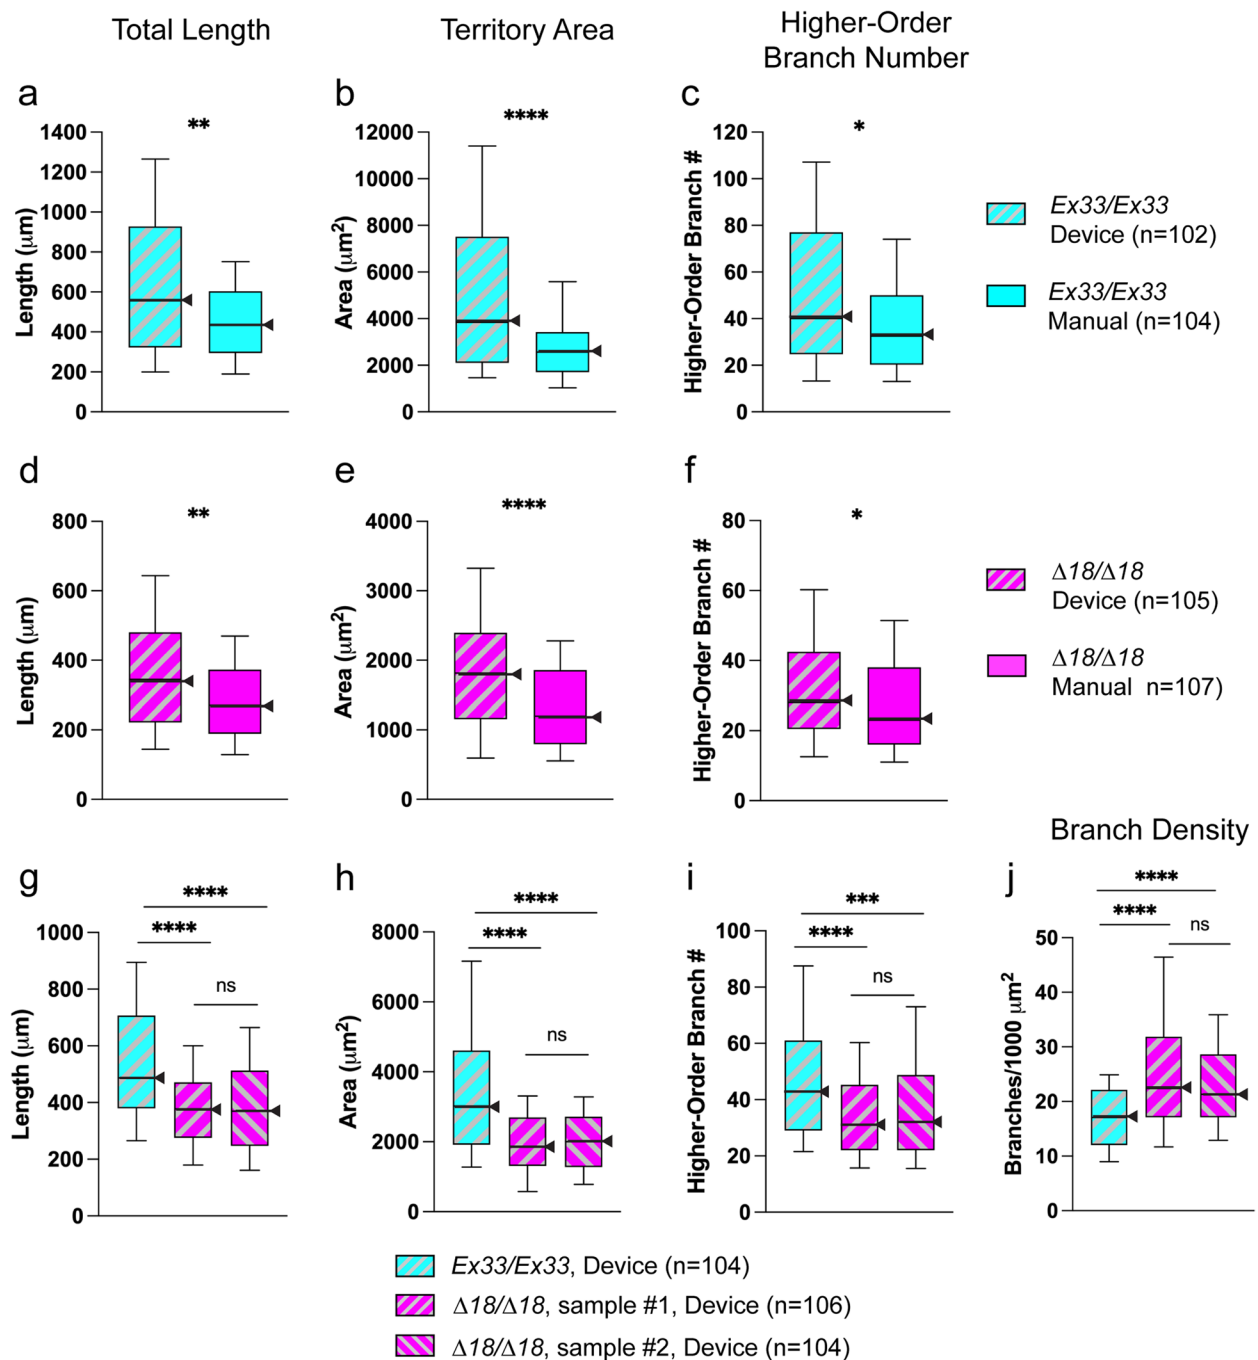 Total Length
Territory Area
Higher-Order
Branch Number
a
**
Length (µm)
1400
1200
1000
800
600
400
200
0
b
****
Area (µm²)
12000
10000
8000
6000
4000
2000
0
c
*
Higher-Order Branch #
120
100
80
60
40
20
0
Ex33/Ex33
Device (n=102)
Ex33/Ex33
Manual (n=104)
d
**
Length (µm)
800
600
400
200
0
e
****
Area (µm²)
4000
3000
2000
1000
0
f
*
Higher-Order Branch #
80
60
40
20
0
Δ18/Δ18
Device (n=105)
Δ18/Δ18
Manual n=107)
Branch Density
g
****
****
ns
Length (µm)
1000
800
600
400
200
0
h
****
****
ns
Area (µm²)
8000
6000
4000
2000
0
i
***
****
ns
Higher-Order Branch #
100
80
60
40
20
0
j
****
****
ns
Branches/1000 µm²
50
40
30
20
10
0
Ex33/Ex33, Device (n=104)
Δ18/Δ18, sample #1, Device (n=106)
Δ18/Δ18, sample #2, Device (n=104)